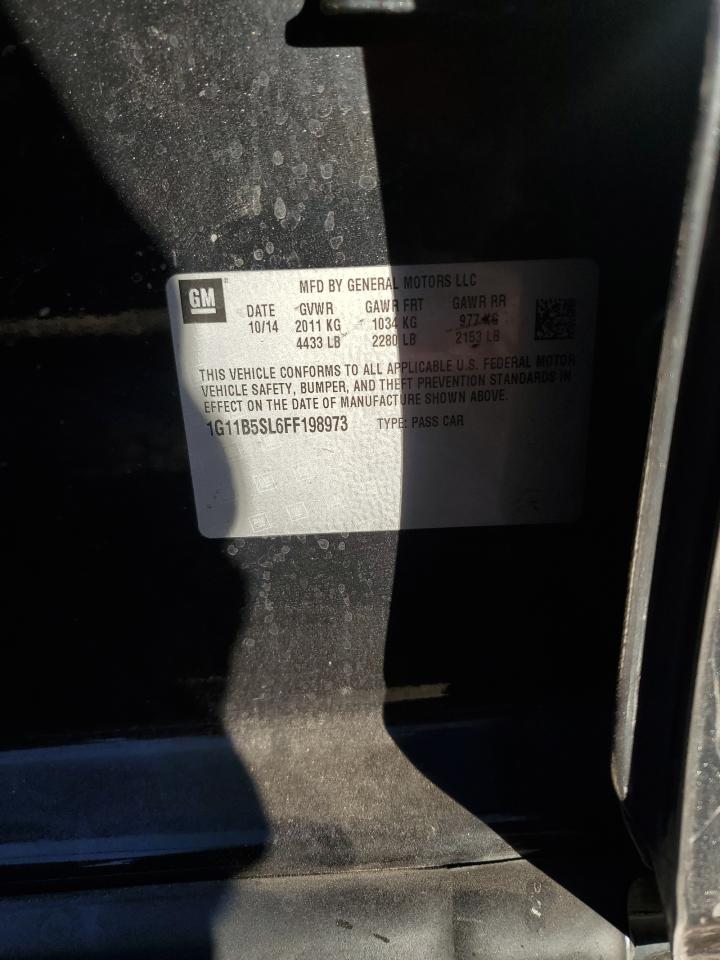 GM ®
MFD BY GENERAL MOTORS LLC
DATE GVWR GAWR FRT GAWR RR
10/14 2011 KG 1034 KG 977 KG
4433 LB 2280 LB 2153 LB
THIS VEHICLE CONFORMS TO ALL APPLICABLE U.S. FEDERAL MOTOR
VEHICLE SAFETY, BUMPER, AND THEFT PREVENTION STANDARDS IN
EFFECT ON THE DATE OF MANUFACTURE SHOWN ABOVE.
1G11B5SL6FF198973 TYPE: PASS CAR